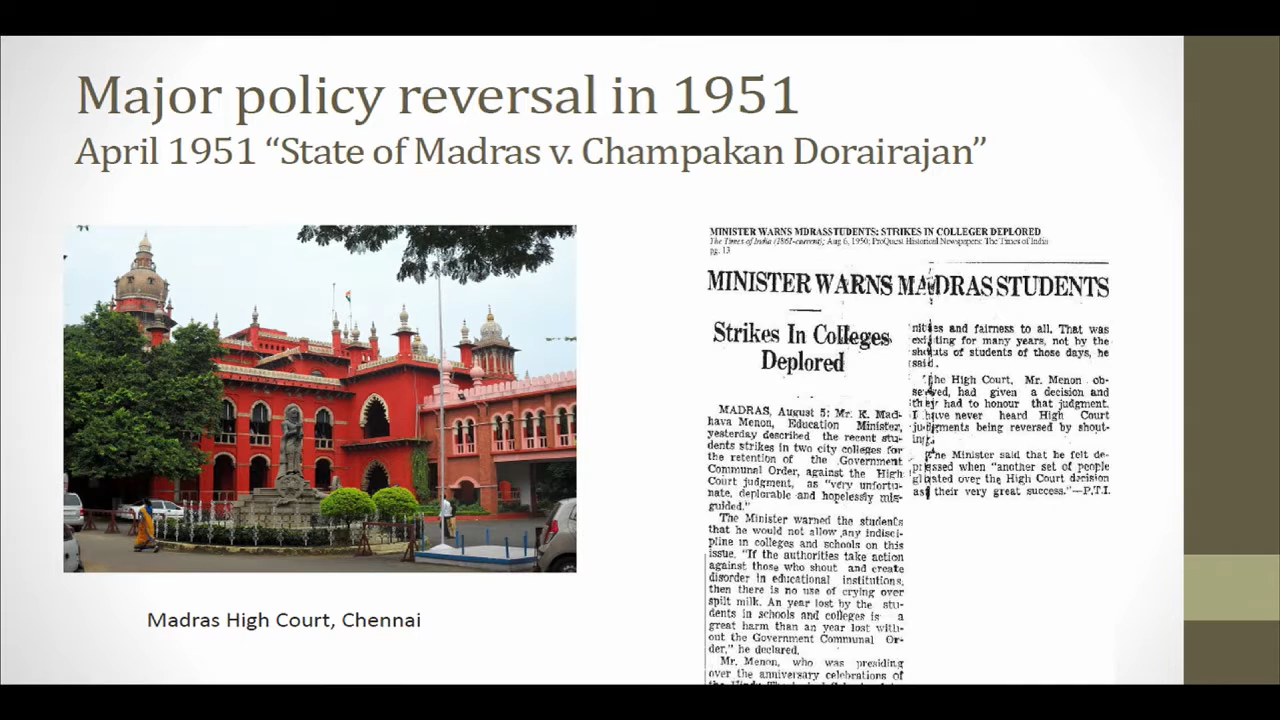 Major policy reversal in 1951
April 1951 “State of Madras v. Champakan Dorairajan”
Madras High Court, Chennai
MINISTER WARNS MDRASSTUDENTS: STRIKES IN COLLEGER DEPLORED
The Times of India (1861-current); Aug 6, 1950; ProQuest Historical Newspapers: The Times of India
pg. 13
MINISTER WARNS MADRAS STUDENTS
Strikes In Colleges
Deplored
MADRAS, August 5: Mr. K. Mad-
hava Menon, Education Minister,
yesterday described the recent stu-
dents strikes in two city colleges for
the retention of the Government
Communal Order, against the High
Court judgment, as "very unfortu-
nate, deplorable and hopelessly mis-
guided."
The Minister warned the students
that he would not allow any indisci-
pline in colleges and schools on this
issue. "If the authorities take action
against those who shout and create
disorder in educational institutions,
then there is no use of crying over
spilt milk. An year lost by the stu-
dents in schools and colleges is a
great harm than an year lost with-
out the Government Communal Or-
der," he declared.
Mr. Menon, who was presiding
over the anniversary celebrations of
nities and fairness to all. That was
existing for many years, not by the
shouts of students of those days, he
said.
The High Court, Mr. Menon ob-
served, had given a decision and
they had to honour that judgment.
I have never heard High Court
judgments being reversed by shout-
ing.
The Minister said that he felt de-
pressed when "another set of people
gloated over the High Court decision
as their very great success."—P.T.I.